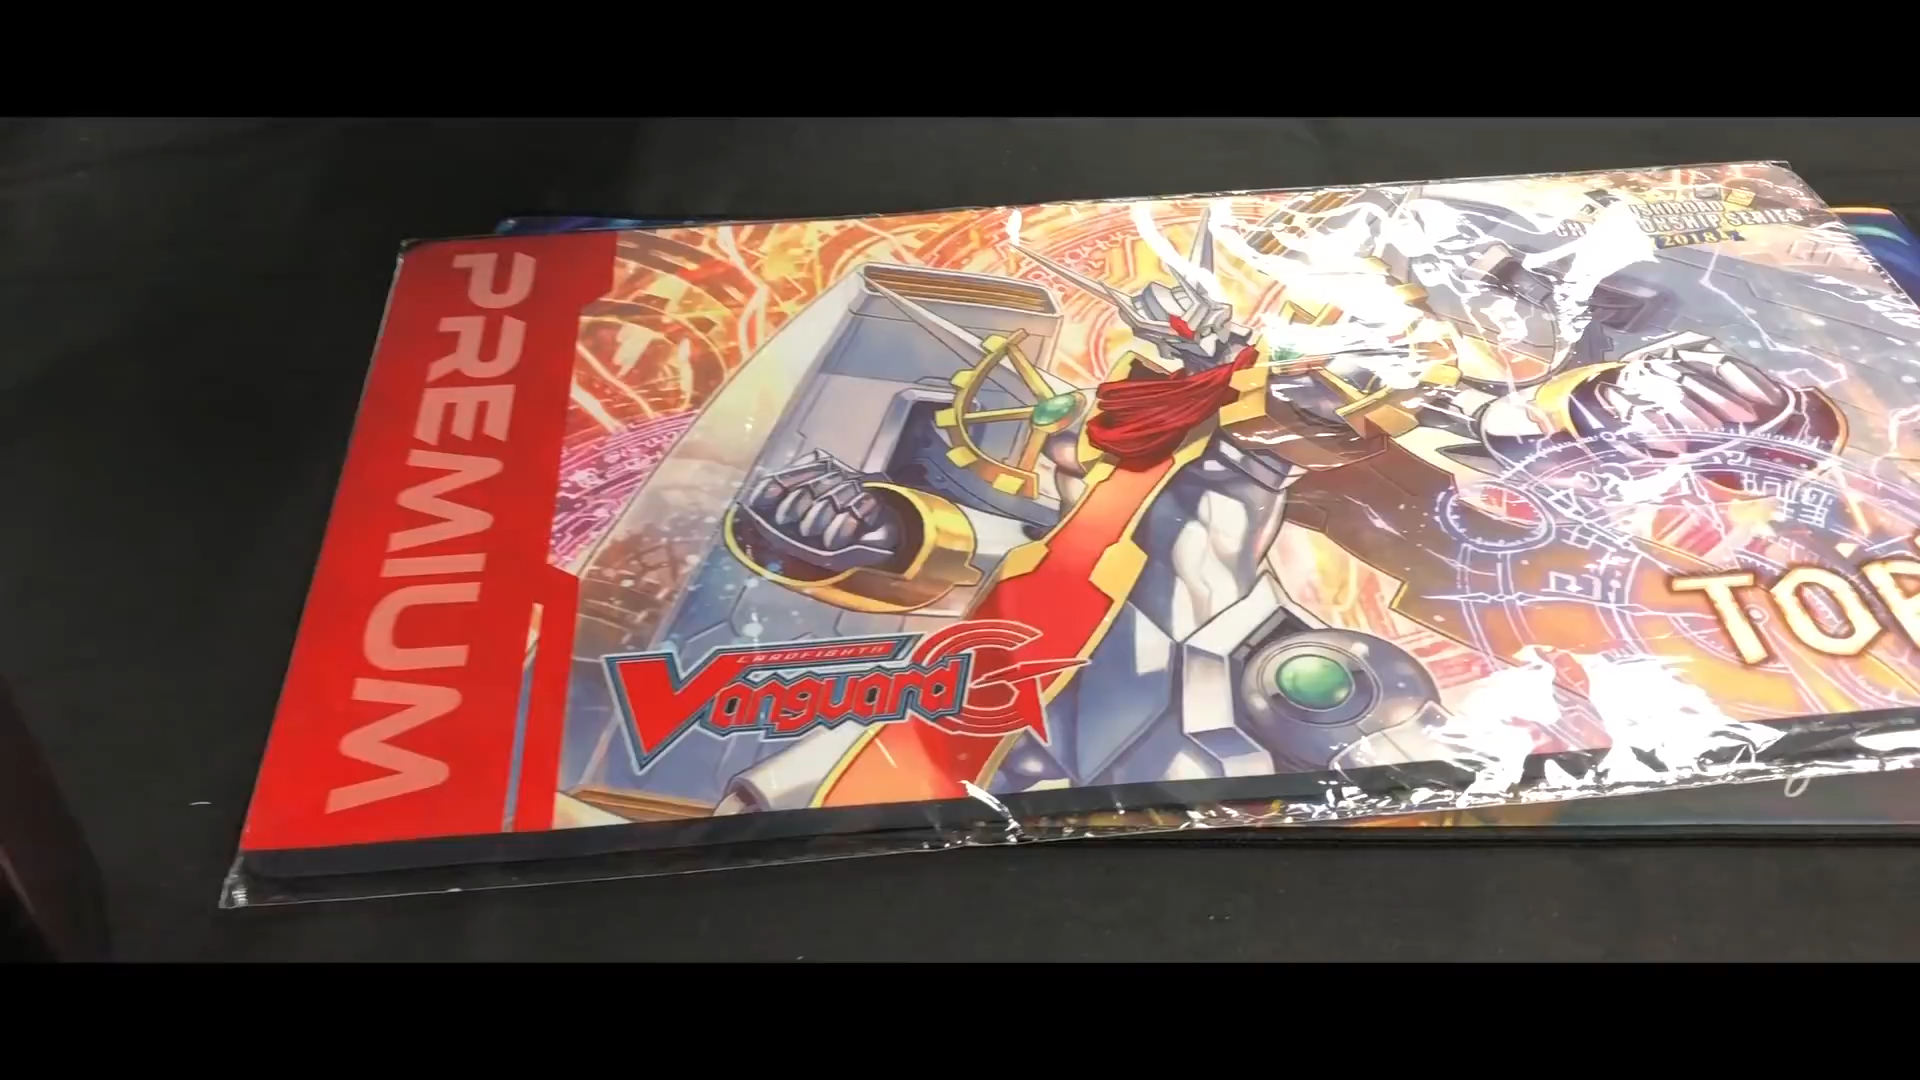 PREMIUM
CHAMPIONSHIP SERIES
2018
CARDFIGHT!!
Vanguard G
TOP